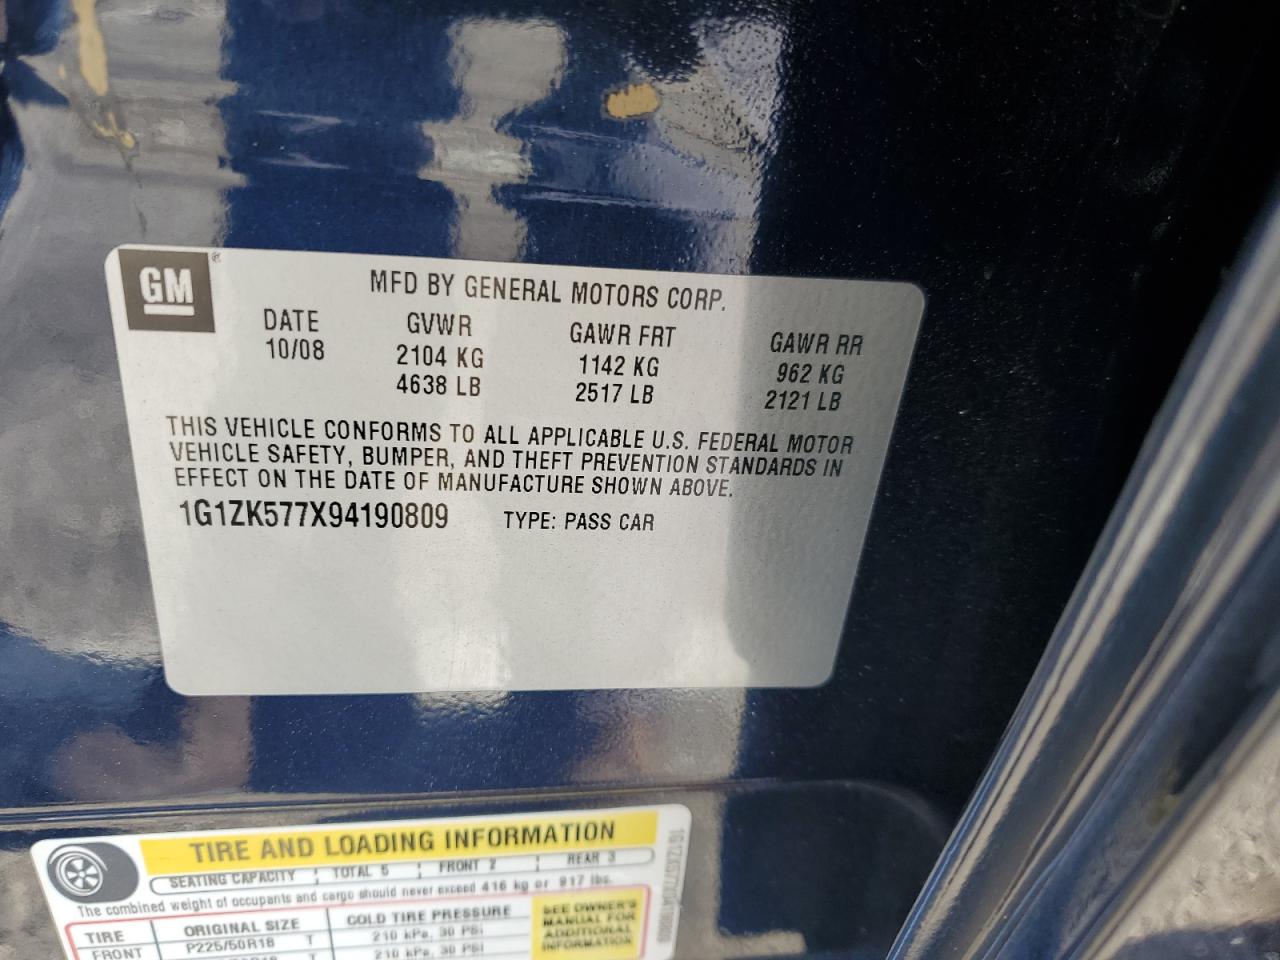 GM ®
MFD BY GENERAL MOTORS CORP.
DATE GVWR GAWR FRT GAWR RR
10/08 2104 KG 1142 KG 962 KG
4638 LB 2517 LB 2121 LB
THIS VEHICLE CONFORMS TO ALL APPLICABLE U.S. FEDERAL MOTOR
VEHICLE SAFETY, BUMPER, AND THEFT PREVENTION STANDARDS IN
EFFECT ON THE DATE OF MANUFACTURE SHOWN ABOVE.
1G1ZK577X94190809 TYPE: PASS CAR
TIRE AND LOADING INFORMATION
SEATING CAPACITY TOTAL 5 FRONT 2 REAR 3
The combined weight of occupants and cargo should never exceed 416 kg or 917 lbs.
TIRE ORIGINAL SIZE COLD TIRE PRESSURE
FRONT P225/50R18 T 210 kPa, 30 PSI
T 210 kPa, 30 PSI
SEE OWNER'S
MANUAL FOR
ADDITIONAL
INFORMATION
1G1ZK577X94190809